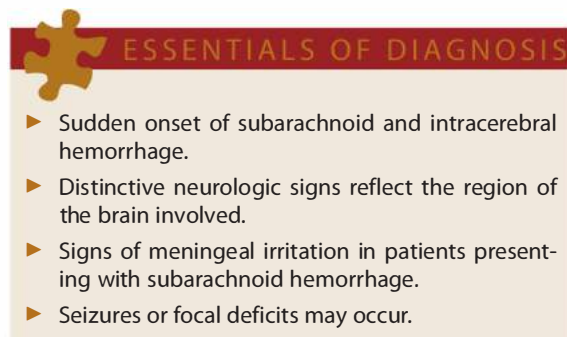 ESSENTIALS OF DIAGNOSIS
► Sudden onset of subarachnoid and intracerebral
hemorrhage.
► Distinctive neurologic signs reflect the region of
the brain involved.
► Signs of meningeal irritation in patients present-
ing with subarachnoid hemorrhage.
► Seizures or focal deficits may occur.